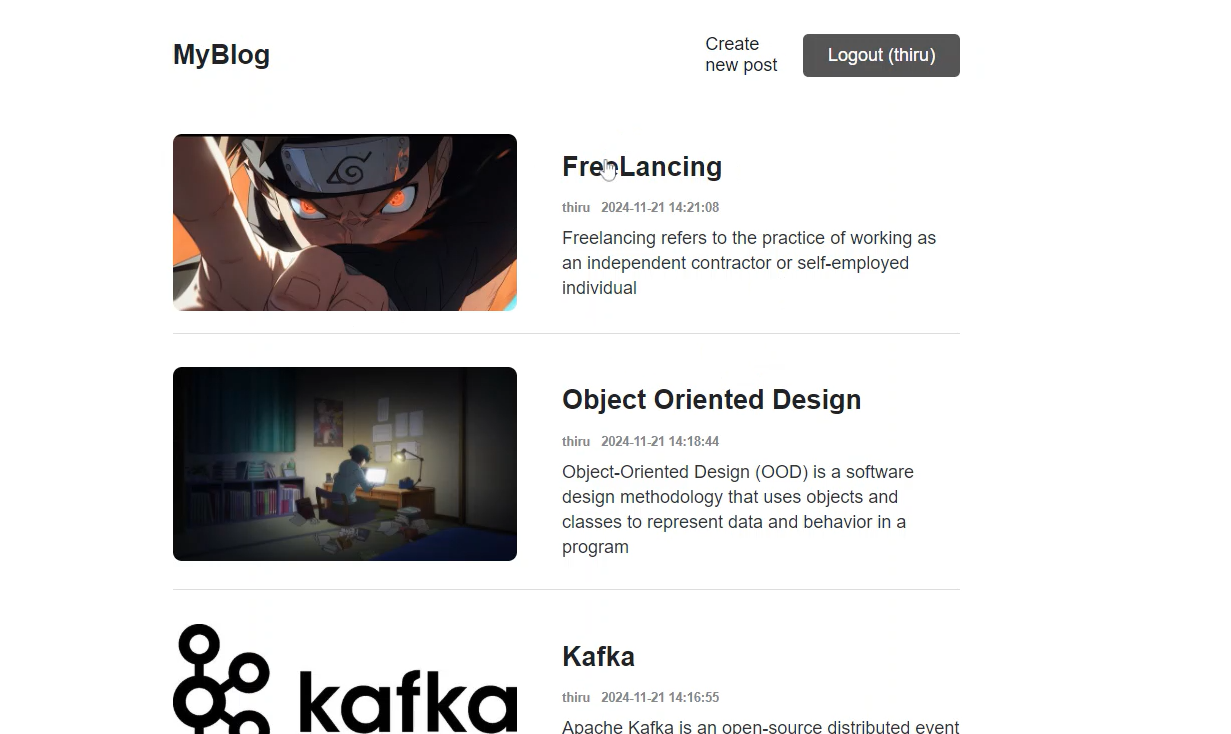 MyBlog
Create
new post
Logout (thiru)
FreeLancing
thiru 2024-11-21 14:21:08
Freelancing refers to the practice of working as
an independent contractor or self-employed
individual
Object Oriented Design
thiru 2024-11-21 14:18:44
Object-Oriented Design (OOD) is a software
design methodology that uses objects and
classes to represent data and behavior in a
program
kafka
Kafka
thiru 2024-11-21 14:16:55
Apache Kafka is an open-source distributed event